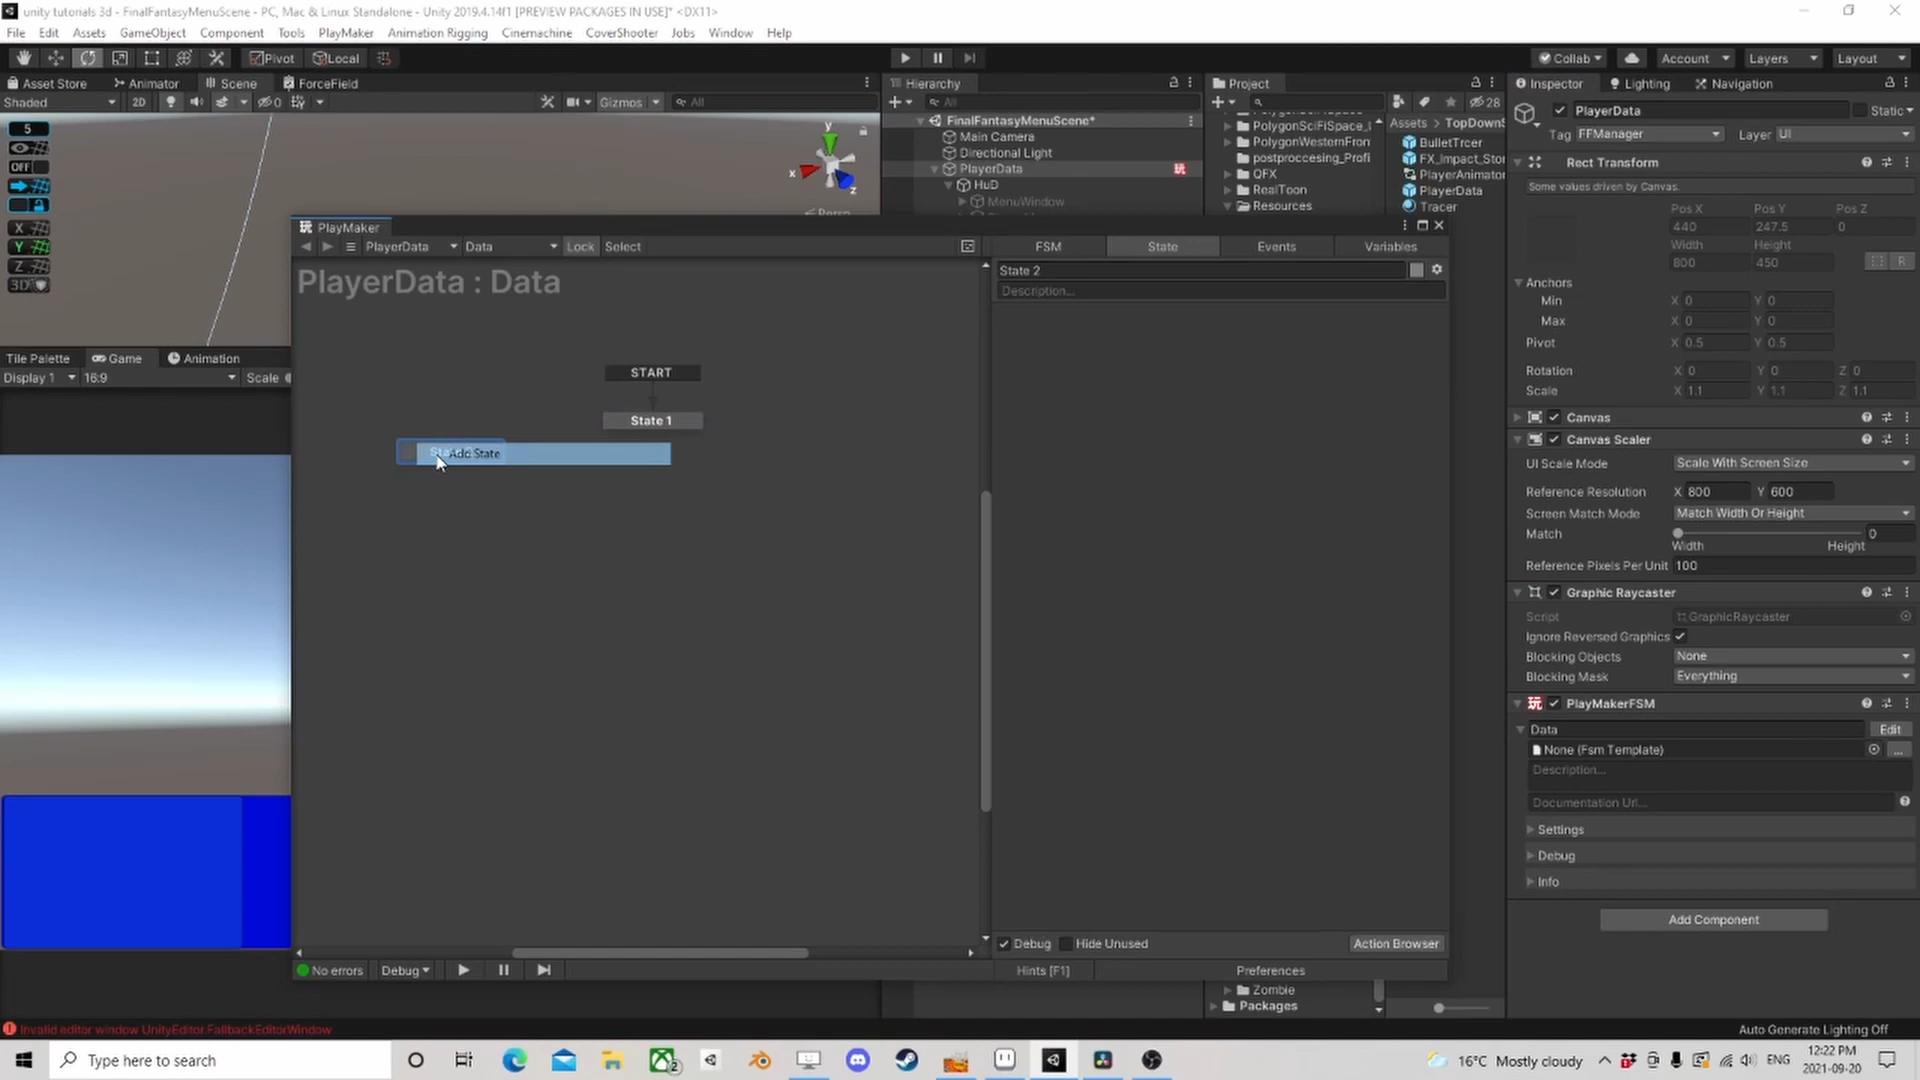 unity tutorials 3d - FinalFantasyMenuScene - PC, Mac & Linux Standalone - Unity 2019.4.14f1 [PREVIEW PACKAGES IN USE]* <DX11>
File Edit Assets GameObject Component Tools PlayMaker Animation Rigging Cinemachine CoverShooter Jobs Window Help
Pivot Local Collab Account Layers Layout
Asset Store Animator Scene ForceField Hierarchy Project Inspector Lighting Navigation
Shaded 2D 0 Gizmos All All 28
5
OFF
X
Y
Z
3D
y
x
z
Persp
FinalFantasyMenuScene*
Main Camera
Directional Light
PlayerData
HuD
MenuWindow
PolygonWesternFron
postproccesing_Profi
QFX
RealToon
Resources
Assets > TopDownS
BulletTrcer
FX_Impact_Sto
PlayerAnimator
PlayerData
Tracer
Zombie
Packages
Tile Palette Game Animation
Display 1 16:9 Scale
PlayMaker
PlayerData Data Lock Select
PlayerData : Data
START
State 1
Add State
FSM State Events Variables
State 2
Description...
Debug Hide Unused Action Browser
No errors Debug Hints [F1] Preferences
PlayerData Static
Tag FFManager Layer UI
Rect Transform
Some values driven by Canvas.
Pos X Pos Y Pos Z
440 247.5 0
Width Height
800 450 R
Anchors
Min X 0 Y 0
Max X 0 Y 0
Pivot X 0.5 Y 0.5
Rotation X 0 Y 0 Z 0
Scale X 1.1 Y 1.1 Z 1.1
Canvas
Canvas Scaler
UI Scale Mode Scale With Screen Size
Reference Resolution X 800 Y 600
Screen Match Mode Match Width Or Height
Match 0
Width Height
Reference Pixels Per Unit 100
Graphic Raycaster
Script GraphicRaycaster
Ignore Reversed Graphics
Blocking Objects None
Blocking Mask Everything
PlayMakerFSM
Data Edit
None (Fsm Template) ...
Description...
Documentation Url...
Settings
Debug
Info
Add Component
Invalid editor window UnityEditor.FallbackEditorWindow
Auto Generate Lighting Off
Type here to search
16°C Mostly cloudy ENG
12:22 PM
2021-09-20